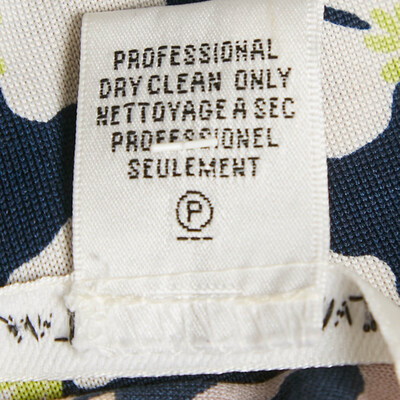 PROFESSIONAL
DRY CLEAN ONLY
NETTOYAGE A SEC
PROFESSIONEL
SEULEMENT
P